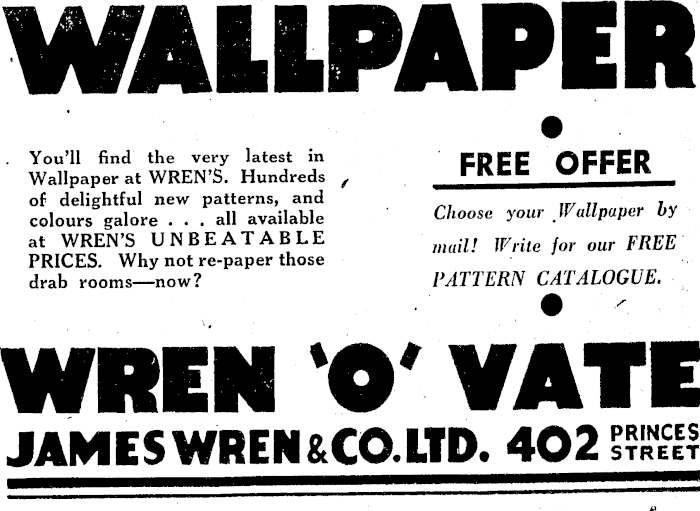 WALLPAPER
You'll find the very latest in
Wallpaper at WREN'S. Hundreds
of delightful new patterns, and
colours galore . . . all available
at WREN'S UNBEATABLE
PRICES. Why not re-paper those
drab rooms—now?
FREE OFFER
Choose your Wallpaper by
mail! Write for our FREE
PATTERN CATALOGUE.
WREN 'O' VATE
JAMES WREN & CO. LTD. 402 PRINCES
STREET